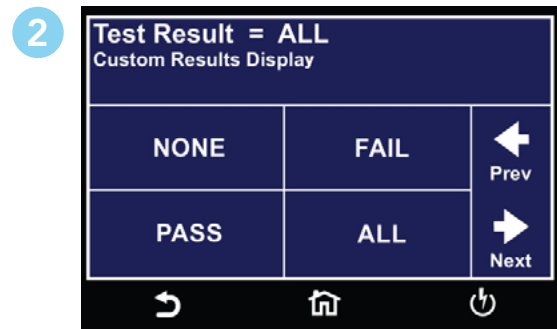 2
Test Result = ALL
Custom Results Display
NONE
FAIL
Prev
PASS
ALL
Next